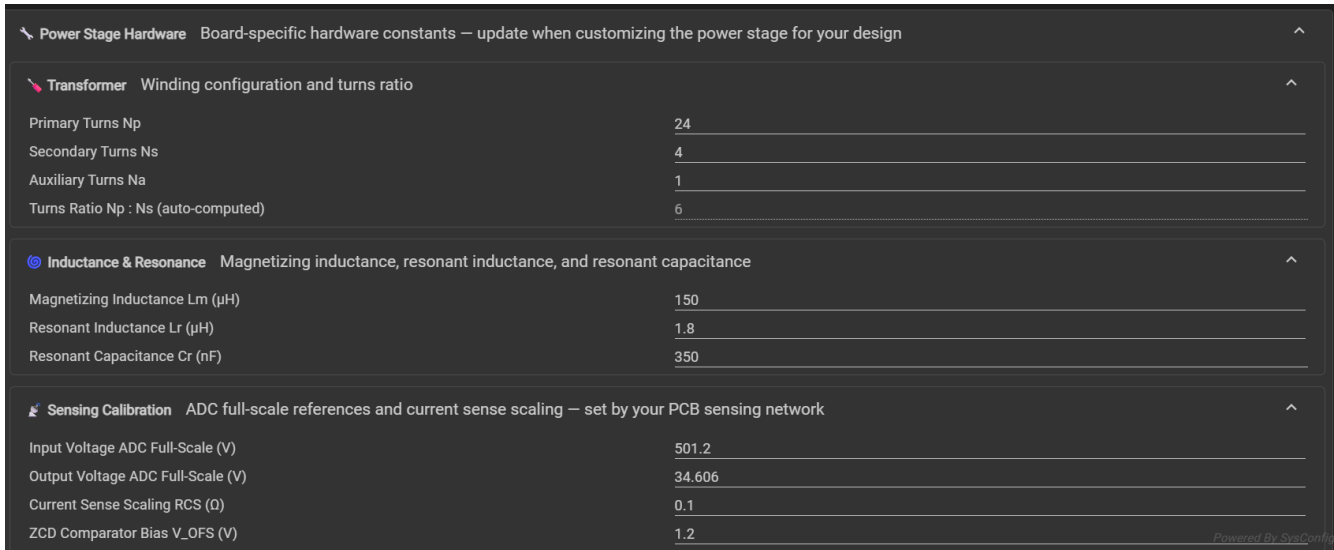 Power Stage Hardware Board-specific hardware constants — update when customizing the power stage for your design
Transformer Winding configuration and turns ratio
Primary Turns Np 24
Secondary Turns Ns 4
Auxiliary Turns Na 1
Turns Ratio Np : Ns (auto-computed) 6
Inductance & Resonance Magnetizing inductance, resonant inductance, and resonant capacitance
Magnetizing Inductance Lm (µH) 150
Resonant Inductance Lr (µH) 1.8
Resonant Capacitance Cr (nF) 350
Sensing Calibration ADC full-scale references and current sense scaling — set by your PCB sensing network
Input Voltage ADC Full-Scale (V) 501.2
Output Voltage ADC Full-Scale (V) 34.606
Current Sense Scaling RCS (Ω) 0.1
ZCD Comparator Bias V_OFS (V) 1.2
Powered By SysConfig